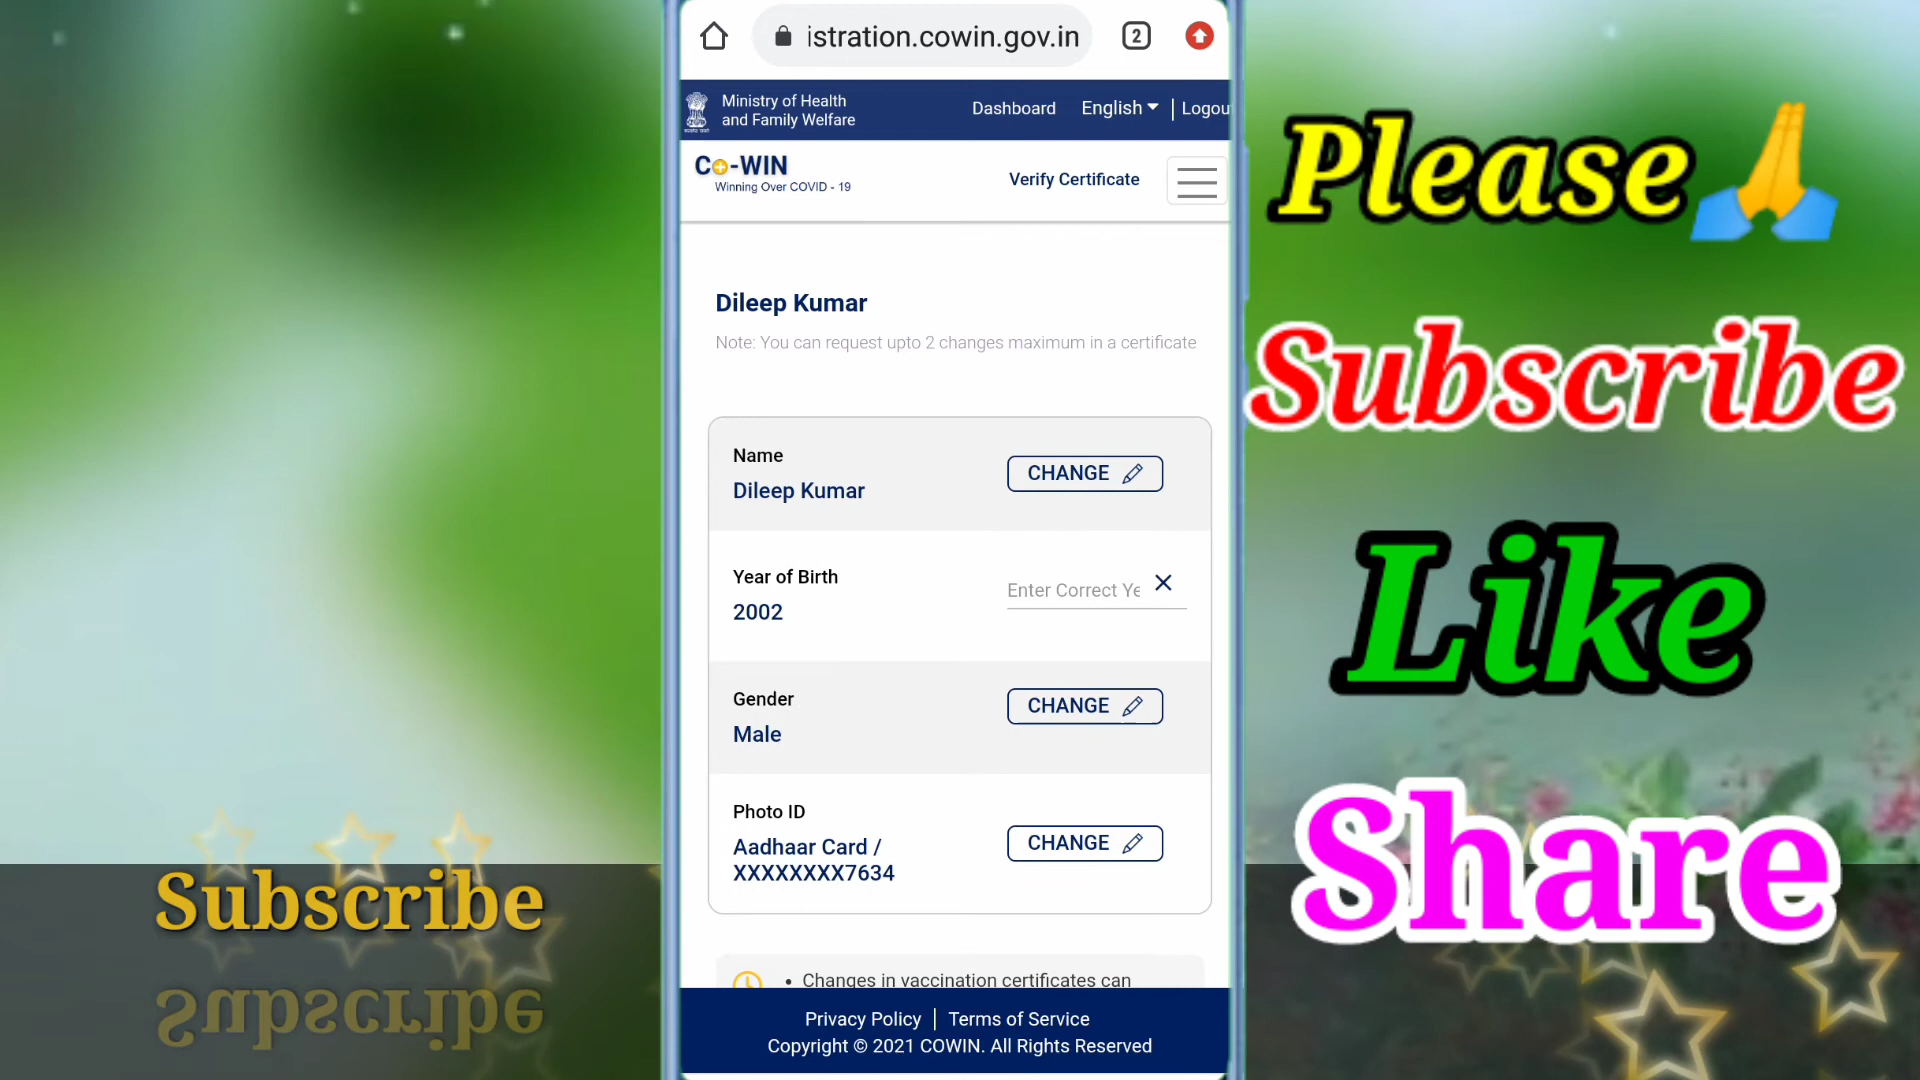 istration.cowin.gov.in
2
Ministry of Health
and Family Welfare
Dashboard
English
Logou
Co-WIN
Winning Over COVID - 19
Verify Certificate
Dileep Kumar
Note: You can request upto 2 changes maximum in a certificate
Name
Dileep Kumar
CHANGE
Year of Birth
2002
Enter Correct Ye
Gender
Male
CHANGE
Photo ID
Aadhaar Card /
XXXXXXXX7634
CHANGE
• Changes in vaccination certificates can
Privacy Policy | Terms of Service
Copyright © 2021 COWIN. All Rights Reserved
Please🙏
Subscribe
Like
Share
Subscribe
Subscribe